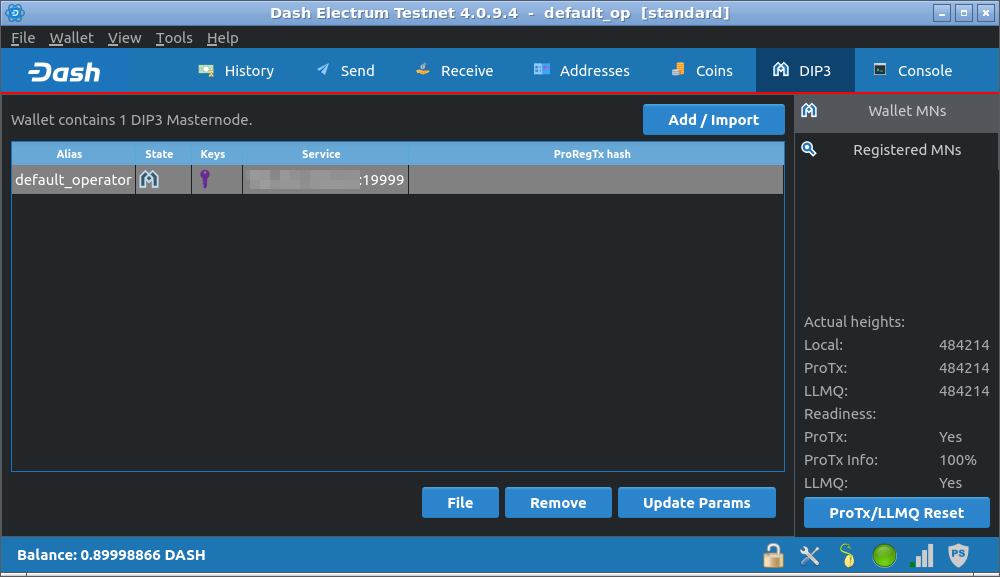 Dash Electrum Testnet 4.0.9.4 - default_op [standard]
File Wallet View Tools Help
Dash History Send Receive Addresses Coins DIP3 Console
Wallet contains 1 DIP3 Masternode.
Add / Import
Alias State Keys Service ProRegTx hash
default_operator :19999
File Remove Update Params
Wallet MNs
Registered MNs
Actual heights:
Local: 484214
ProTx: 484214
LLMQ: 484214
Readiness:
ProTx: Yes
ProTx Info: 100%
LLMQ: Yes
ProTx/LLMQ Reset
Balance: 0.89998866 DASH
PS